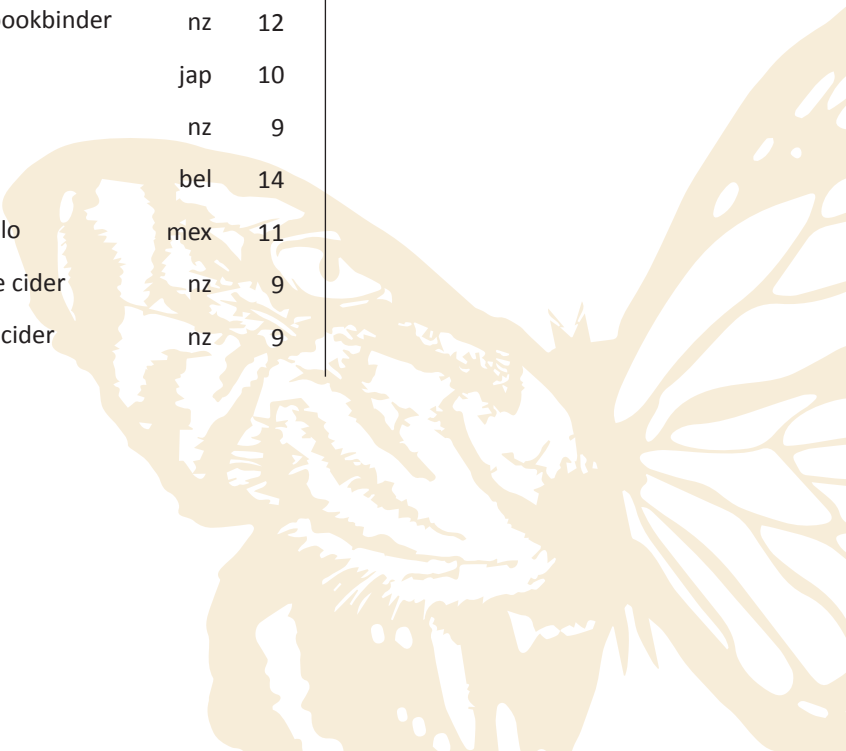 ookbinder nz 12
jap 10
nz 9
bel 14
lo mex 11
e cider nz 9
cider nz 9